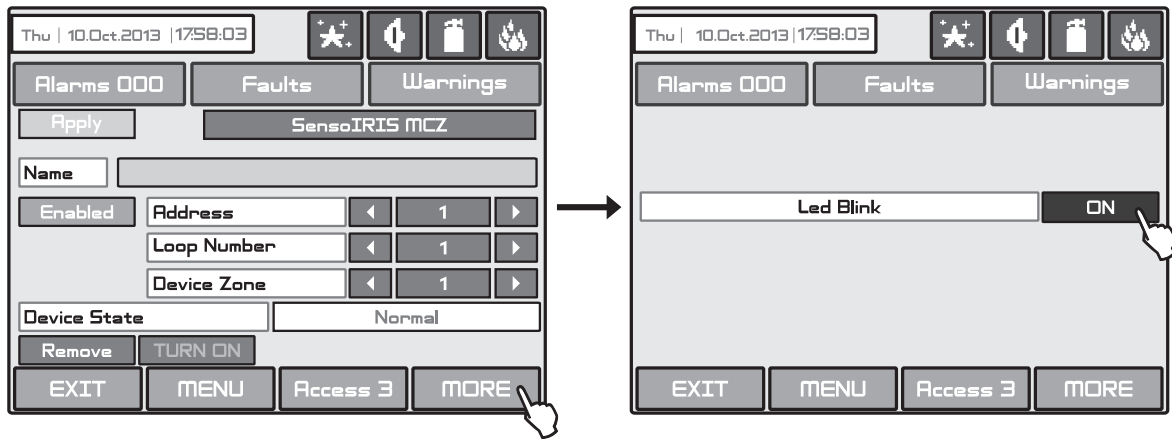 Thu | 10.Oct.2013 |17:58:03
Alarms 000 Faults Warnings
Apply SensoIRIS MCZ
Name
Enabled Address 1
Loop Number 1
Device Zone 1
Device State Normal
Remove TURN ON
EXIT MENU Access 3 MORE
Thu | 10.Oct.2013 |17:58:03
Alarms 000 Faults Warnings
Led Blink ON
EXIT MENU Access 3 MORE